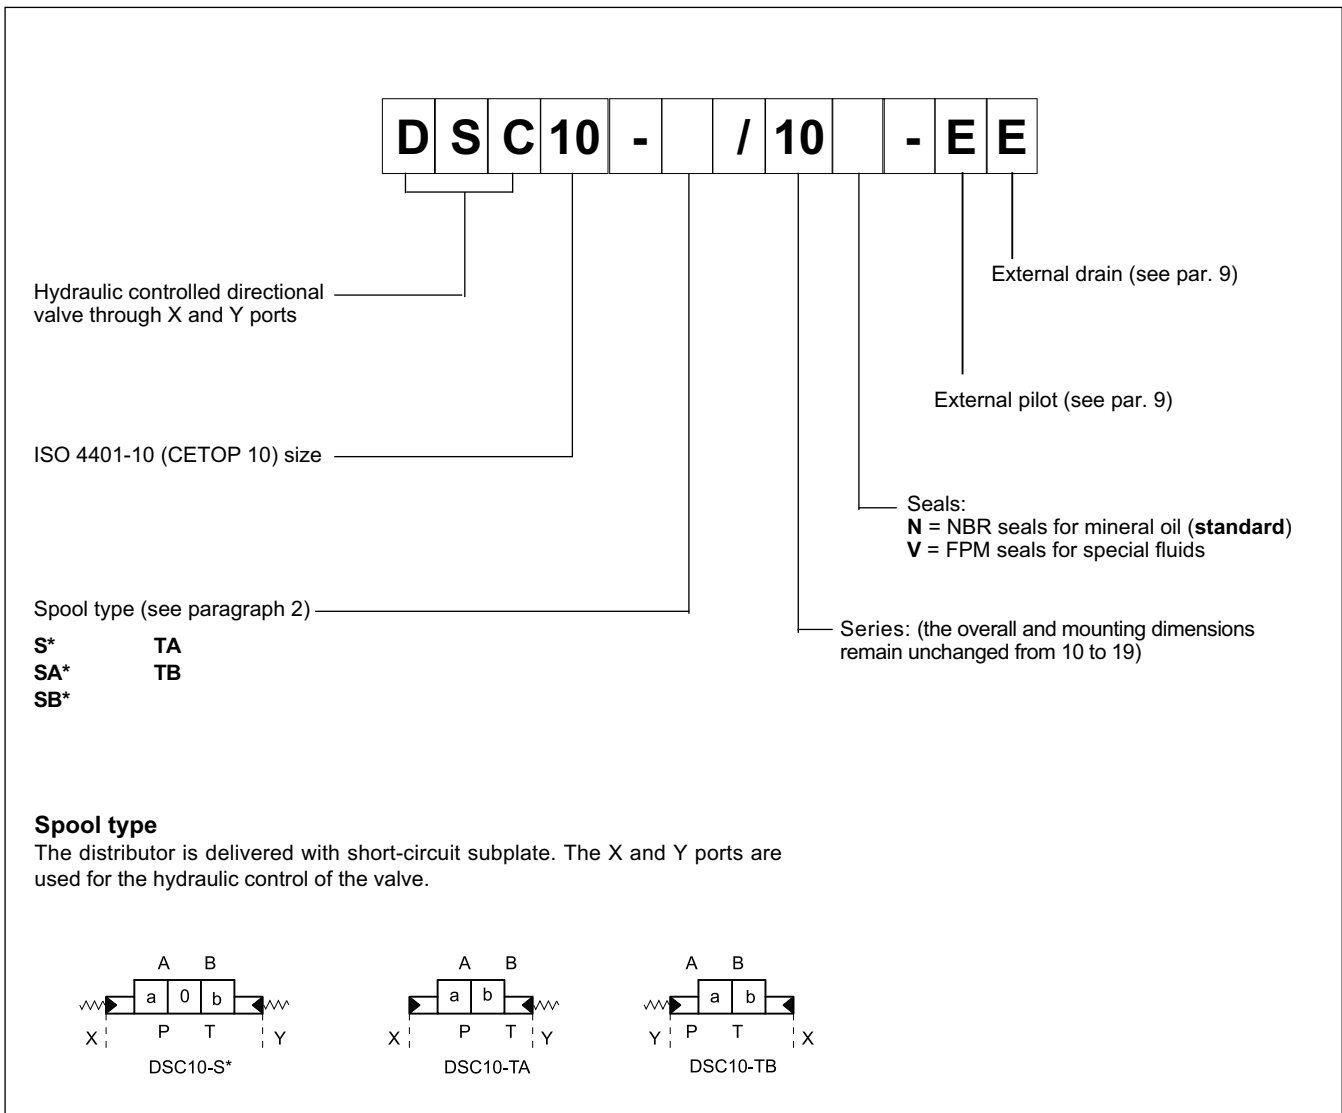 DSC10 - / 10 - EE
External drain (see par. 9)
Hydraulic controlled directional
valve through X and Y ports
External pilot (see par. 9)
ISO 4401-10 (CETOP 10) size
Seals:
N = NBR seals for mineral oil (standard)
V = FPM seals for special fluids
Spool type (see paragraph 2)
S* TA
SA* TB
SB*
Series: (the overall and mounting dimensions
remain unchanged from 10 to 19)
Spool type
The distributor is delivered with short-circuit subplate. The X and Y ports are
used for the hydraulic control of the valve.
A B
a 0 b
X P T Y
DSC10-S*
A B
a b
X P T Y
DSC10-TA
A B
a b
Y P T X
DSC10-TB